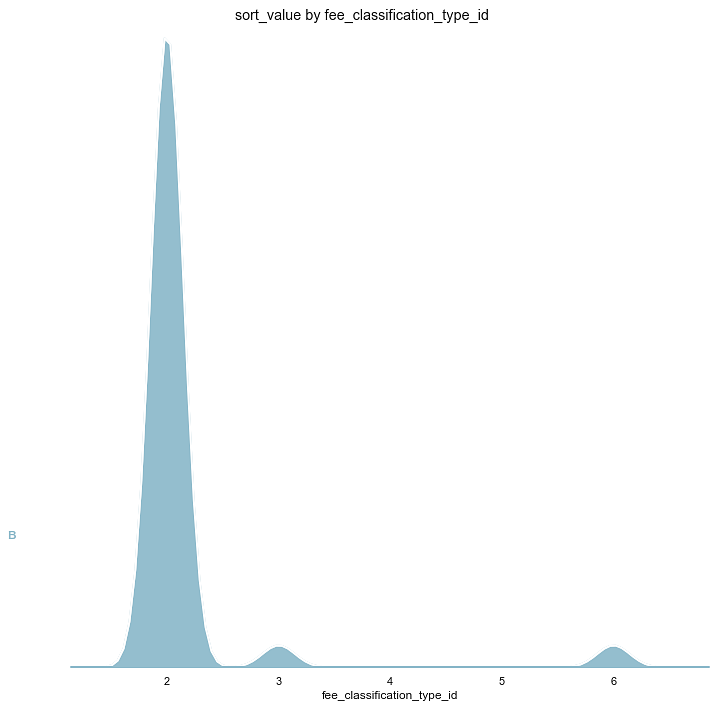 sort_value by fee_classification_type_id
B
2 3 4 5 6
fee_classification_type_id